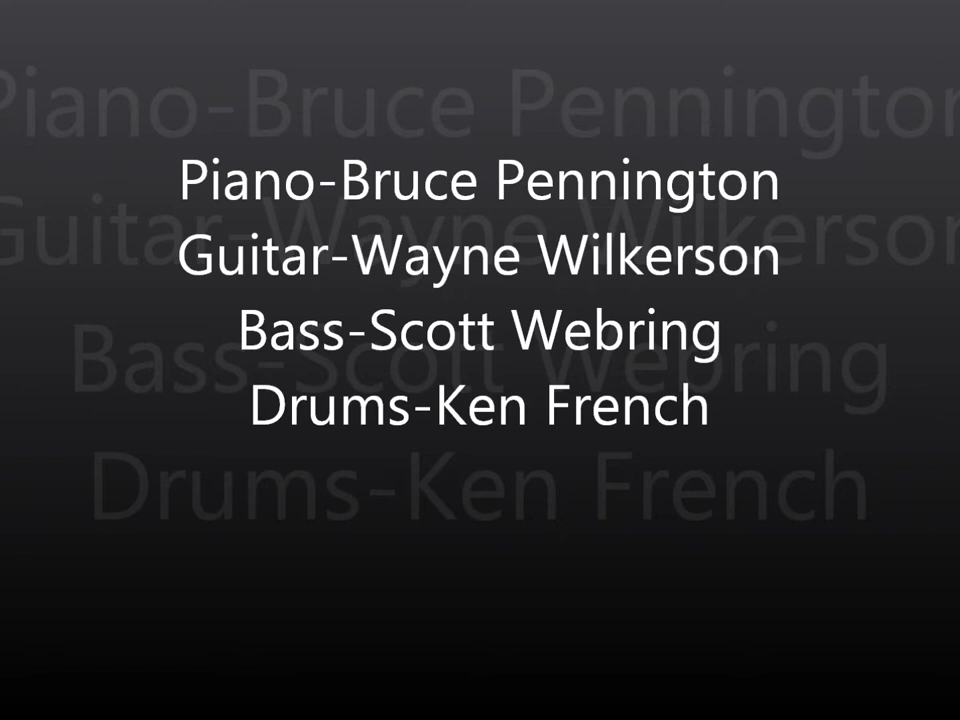 Piano-Bruce Pennington
Guitar-Wayne Wilkerson
Bass-Scott Webring
Drums-Ken French